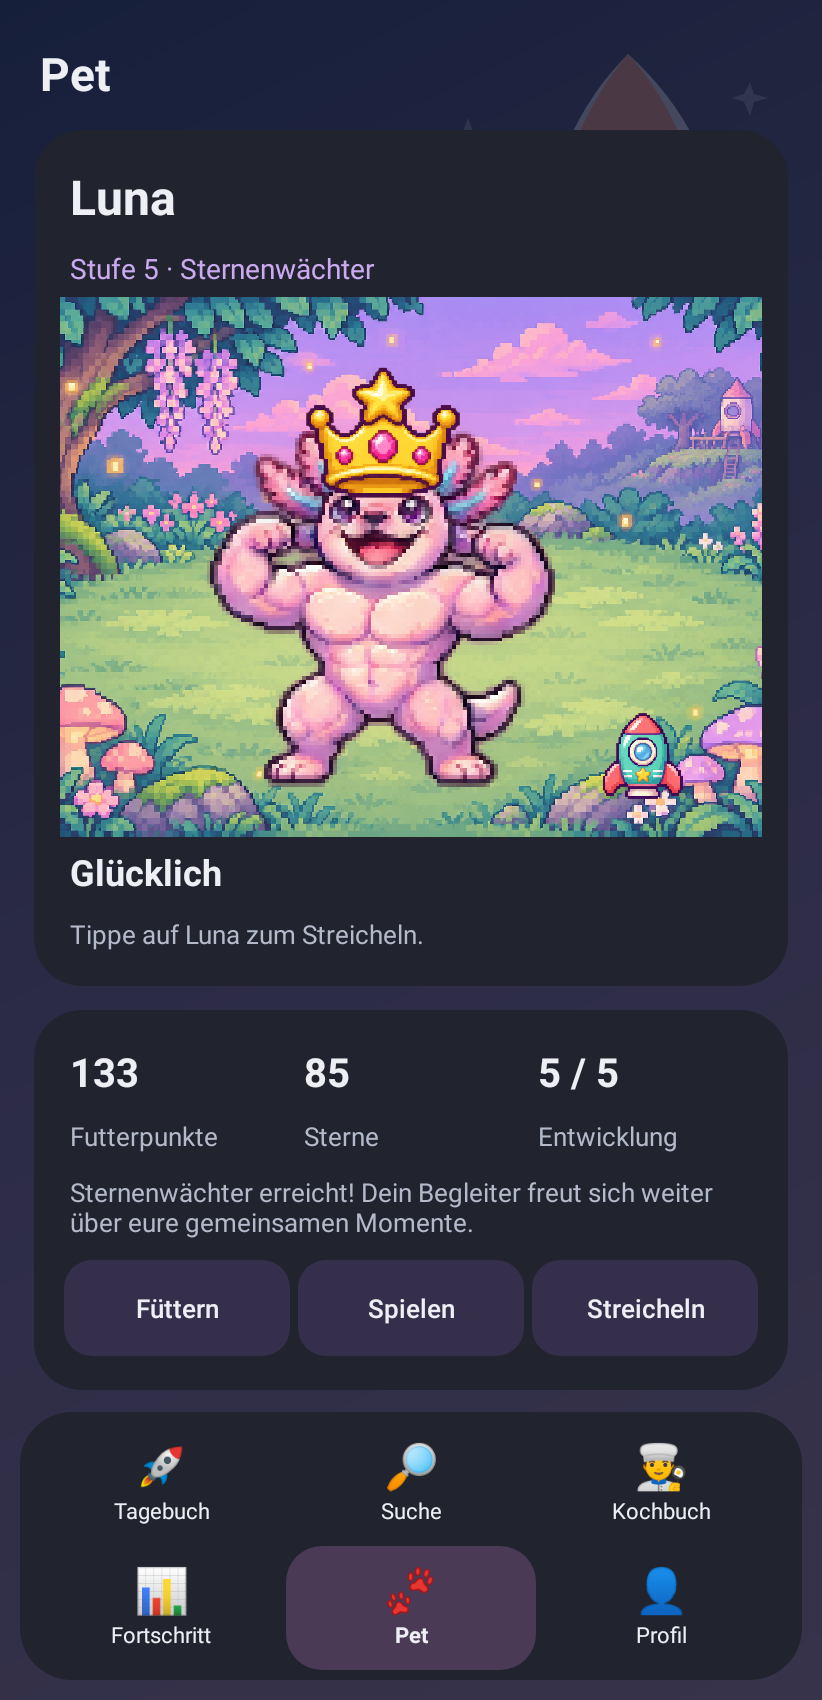 Pet
Luna
Stufe 5 · Sternenwächter
Glücklich
Tippe auf Luna zum Streicheln.
133
85
5 / 5
Futterpunkte
Sterne
Entwicklung
Sternenwächter erreicht! Dein Begleiter freut sich weiter
über eure gemeinsamen Momente.
Füttern
Spielen
Streicheln
Tagebuch
Suche
Kochbuch
Fortschritt
Pet
Profil